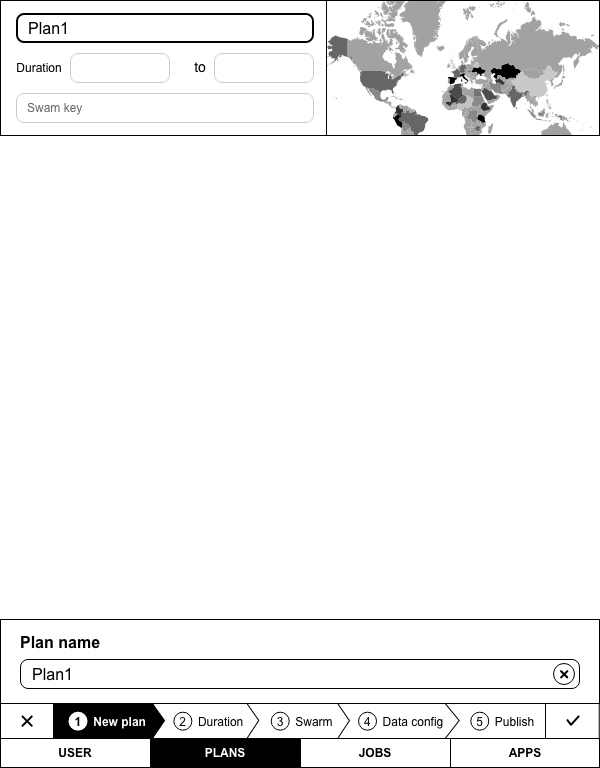 Plan1
Duration to
Swam key
Plan name
Plan1
1 New plan 2 Duration 3 Swarm 4 Data config 5 Publish
USER PLANS JOBS APPS